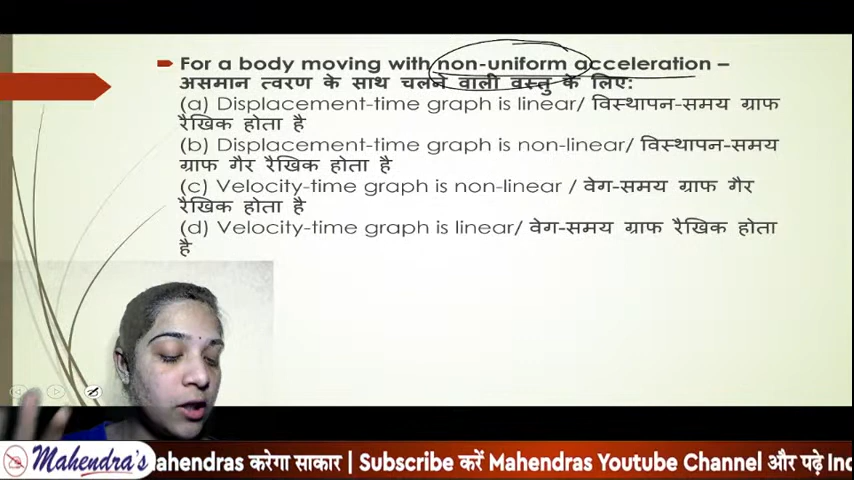 For a body moving with non-uniform acceleration –
असमान त्वरण के साथ चलने वाली वस्तु के लिए:
(a) Displacement-time graph is linear/ विस्थापन-समय ग्राफ
रैखिक होता है
(b) Displacement-time graph is non-linear/ विस्थापन-समय
ग्राफ गैर रैखिक होता है
(c) Velocity-time graph is non-linear / वेग-समय ग्राफ गैर
रैखिक होता है
(d) Velocity-time graph is linear/ वेग-समय ग्राफ रैखिक होता
है
Mahendra's
ahendras करेगा साकार | Subscribe करें Mahendras Youtube Channel और पढ़े Ind